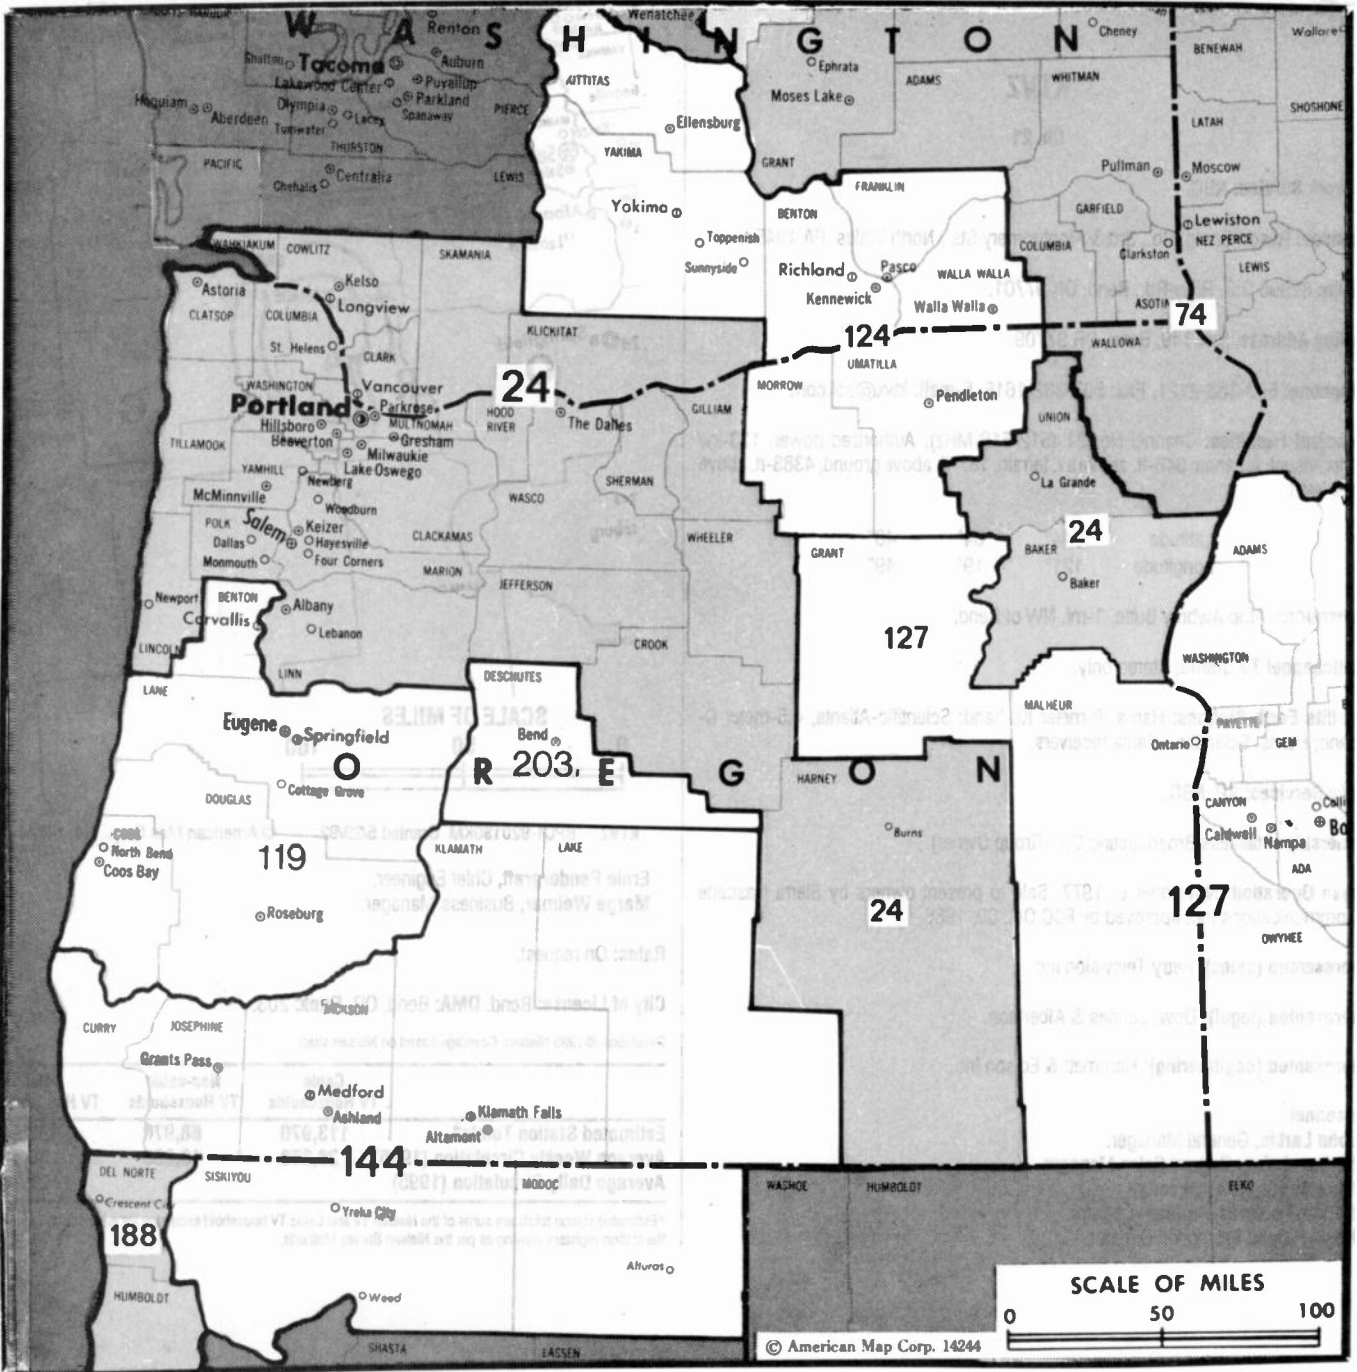 W A S H I N G T O N
Wenatchee
Renton
Cheney
Wallace
BENEWAH
Shelton
Tacoma
Auburn
Ephrata
ADAMS
WHITMAN
KITTITAS
Lakewood Center
Puyallup
Moses Lake
SHOSHONE
Hoquiam
Aberdeen
Olympia
Lacey
Parkland
Spanaway
PIERCE
Tumwater
Ellensburg
LATAH
THURSTON
YAKIMA
GRANT
PACIFIC
Centralia
Chehalis
LEWIS
Pullman
Moscow
FRANKLIN
Yakima
BENTON
GARFIELD
Lewiston
NEZ PERCE
WAHKIAKUM
COWLITZ
SKAMANIA
Toppenish
Sunnyside
COLUMBIA
Clarkston
LEWIS
Richland
Pasco
WALLA WALLA
Kennewick
Walla Walla
ASOTIN
74
Astoria
Kelso
Longview
CLATSOP
COLUMBIA
KLICKITAT
124
St. Helens
CLARK
WALLOWA
UMATILLA
WASHINGTON
Vancouver
24
MORROW
Pendleton
Portland
Parkrose
MULTNOMAH
HOOD
RIVER
The Dalles
GILLIAM
UNION
Hillsboro
Beaverton
Gresham
TILLAMOOK
Milwaukie
Lake Oswego
YAMHILL
Newberg
SHERMAN
La Grande
McMinnville
Woodburn
WASCO
POLK
Salem
Keizer
24
Dallas
Hayesville
CLACKAMAS
WHEELER
GRANT
BAKER
ADAMS
Monmouth
Four Corners
MARION
JEFFERSON
Baker
Newport
BENTON
Albany
Corvallis
Lebanon
127
LINCOLN
CROOK
WASHINGTON
LINN
DESCHUTES
LANE
MALHEUR
PAYETTE
Eugene
Springfield
Bend
Ontario
GEM
O R E G O N
203
HARNEY
Cottage Grove
DOUGLAS
CANYON
Caldwell
Nampa
COOS
North Bend
Coos Bay
119
KLAMATH
LAKE
Burns
ADA
Roseburg
24
127
OWYHEE
CURRY
JOSEPHINE
JACKSON
Grants Pass
Medford
Ashland
Klamath Falls
Altamont
144
DEL NORTE
SISKIYOU
MODOC
WASHOE
HUMBOLDT
ELKO
Crescent City
Yreka City
188
Alturas
HUMBOLDT
Weed
SHASTA
LASSEN
SCALE OF MILES
0 50 100
© American Map Corp. 14244